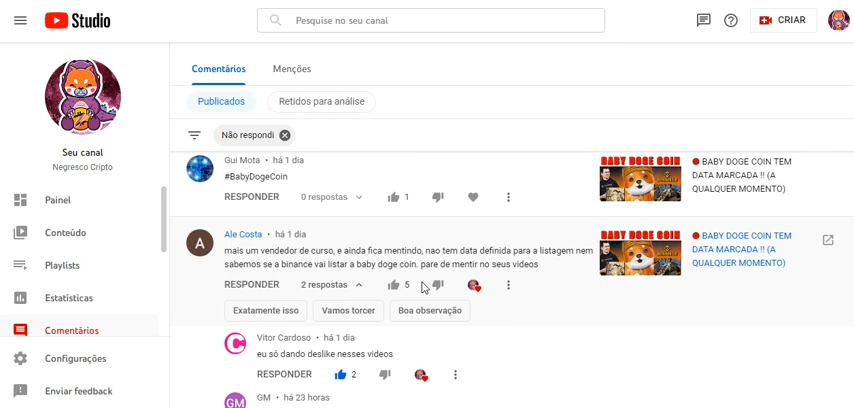 Studio
Pesquise no seu canal
CRIAR
Seu canal
Negresco Cripto
Painel
Conteúdo
Playlists
Estatísticas
Comentários
Configurações
Enviar feedback
Comentários
Menções
Publicados
Retidos para análise
Não respondi
Gui Mota • há 1 dia
#BabyDogeCoin
RESPONDER 0 respostas 1
BABY DOGE COIN
BABY DOGE COIN TEM
DATA MARCADA !! (A
QUALQUER MOMENTO)
A
Ale Costa • há 1 dia
mais um vendedor de curso, e ainda fica mentindo, nao tem data definida para a listagem nem
sabemos se a binance vai listar a baby doge coin. pare de mentir no seus videos
RESPONDER 2 respostas 5
Exatamente isso
Vamos torcer
Boa observação
BABY DOGE COIN
BABY DOGE COIN TEM
DATA MARCADA !! (A
QUALQUER MOMENTO)
Vitor Cardoso • há 1 dia
eu só dando deslike nesses videos
RESPONDER 2
GM
GM • há 23 horas